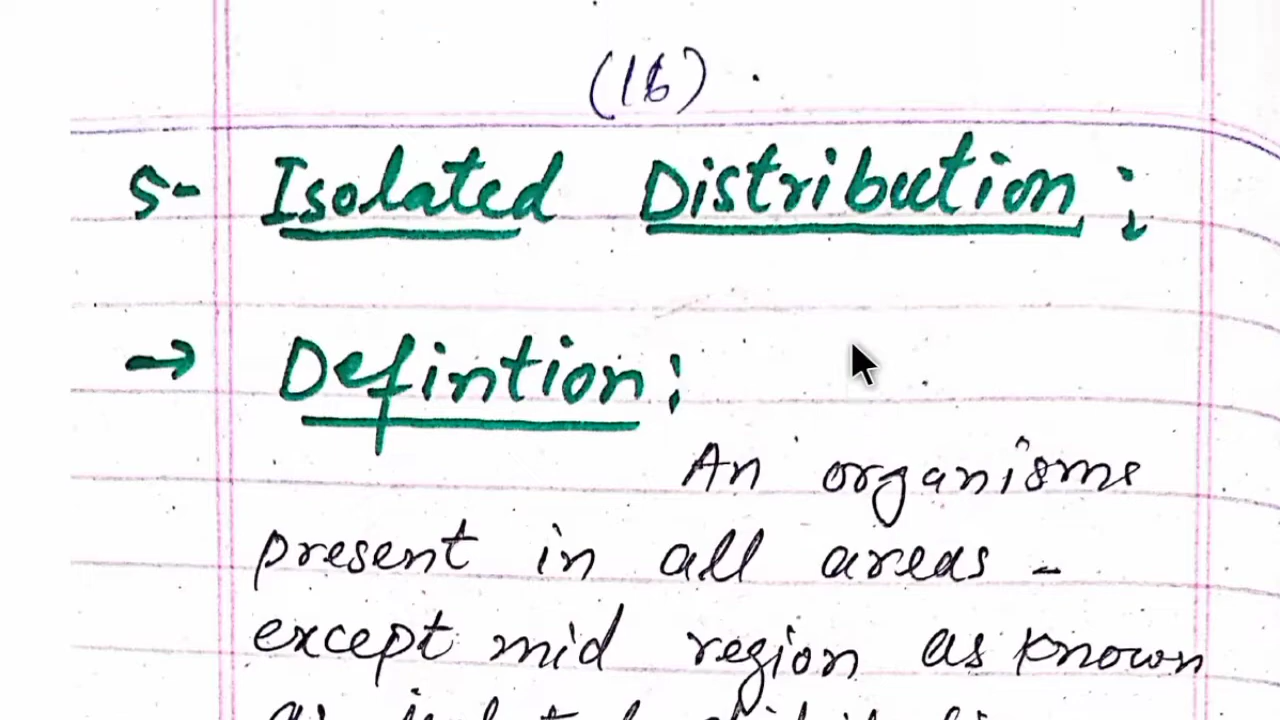 (16)
5- Isolated Distribution :
→ Defintion :
An organisms
present in all areas -
except mid region as known